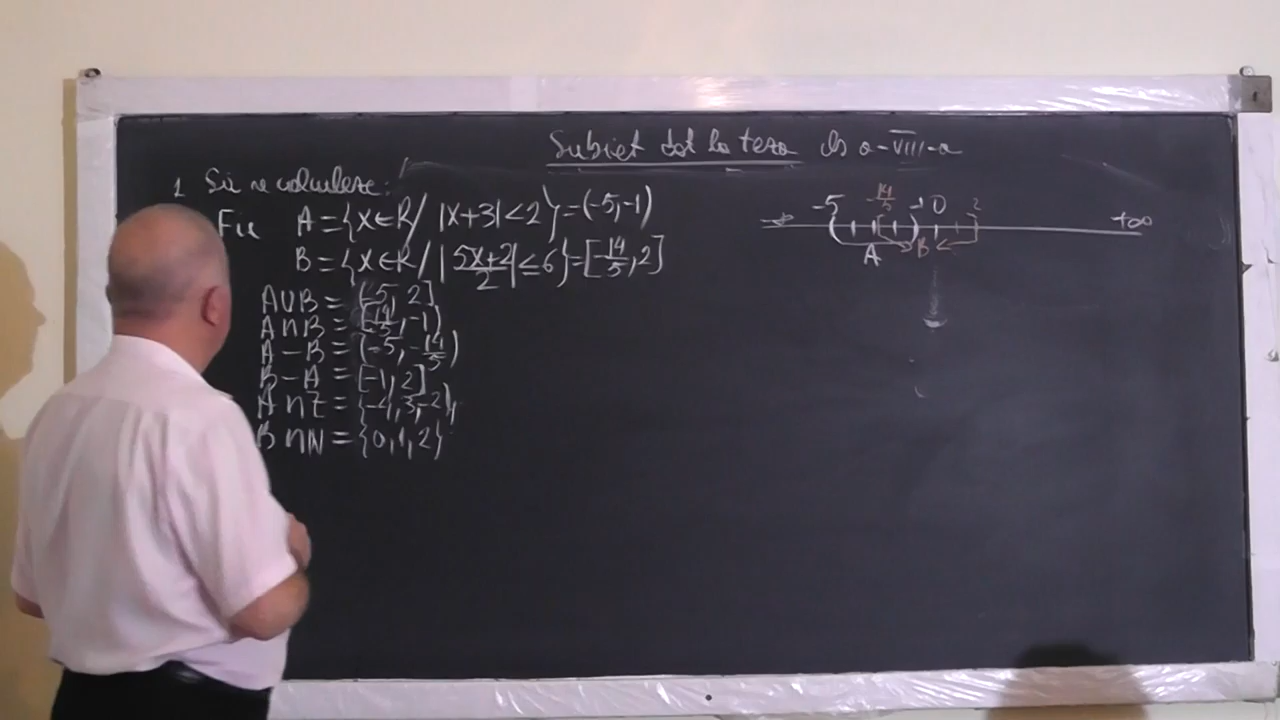 Subiect dat la teza cls a-VIII-a
1 Să se calculeze:
Fie A={x∈R/ |x+3|<2}=(-5,-1)
B={x∈R/ |5x+2/2|≤6}=[-14/5,2]
A∪B=(-5,2]
A∩B=[-14/5,-1)
A-B=(-5,-14/5)
B-A=[-1,2]
A∩Z={-4,3,-2},
B∩N={0,1,2}
-5 -14/5 -1 0 2 +∞
A B